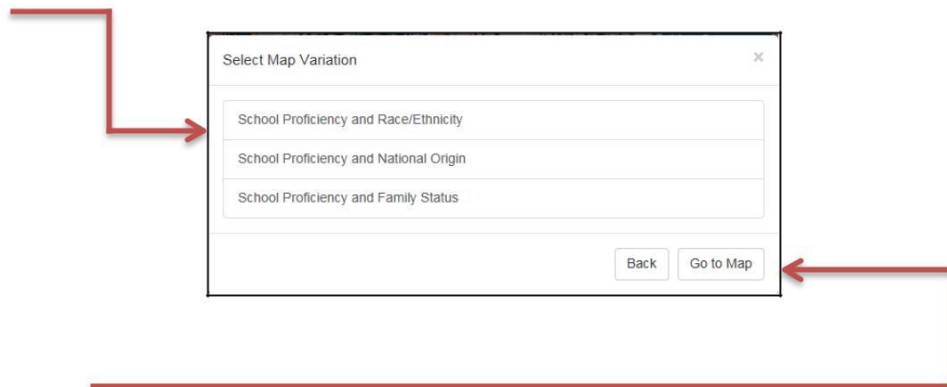 Select Map Variation ×
School Proficiency and Race/Ethnicity
School Proficiency and National Origin
School Proficiency and Family Status
Back Go to Map